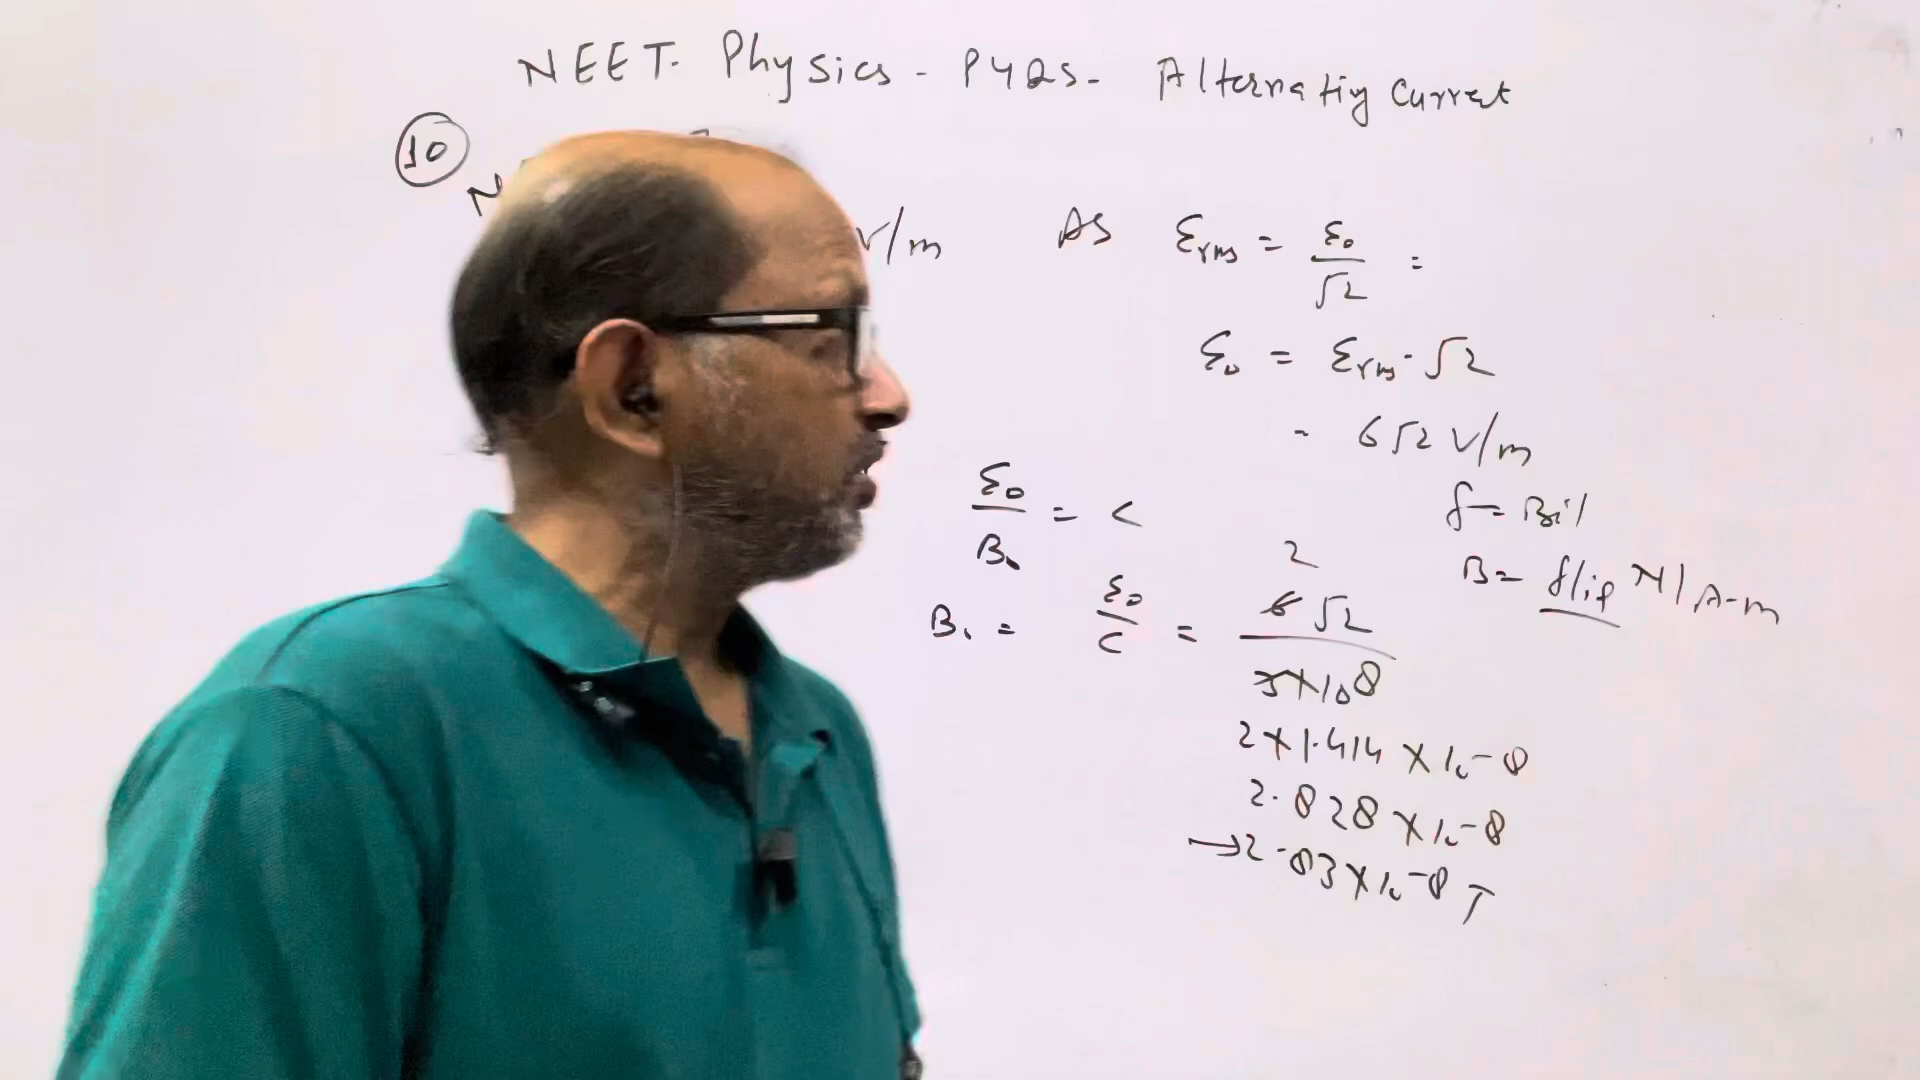 NEET. Physics - PYQS - Alternating Current
10
N
V/m
As Erms = E0/√2 =
E0 = Erms · √2
= 6√2 V/m
E0/B0 = C
f = Bil
B = f/il N/A-m
B0 = E0/C = 6√2/3×10^8
2
2×1.414 × 10^-8
2.828 × 10^-8
→ 2.83 × 10^-8 T